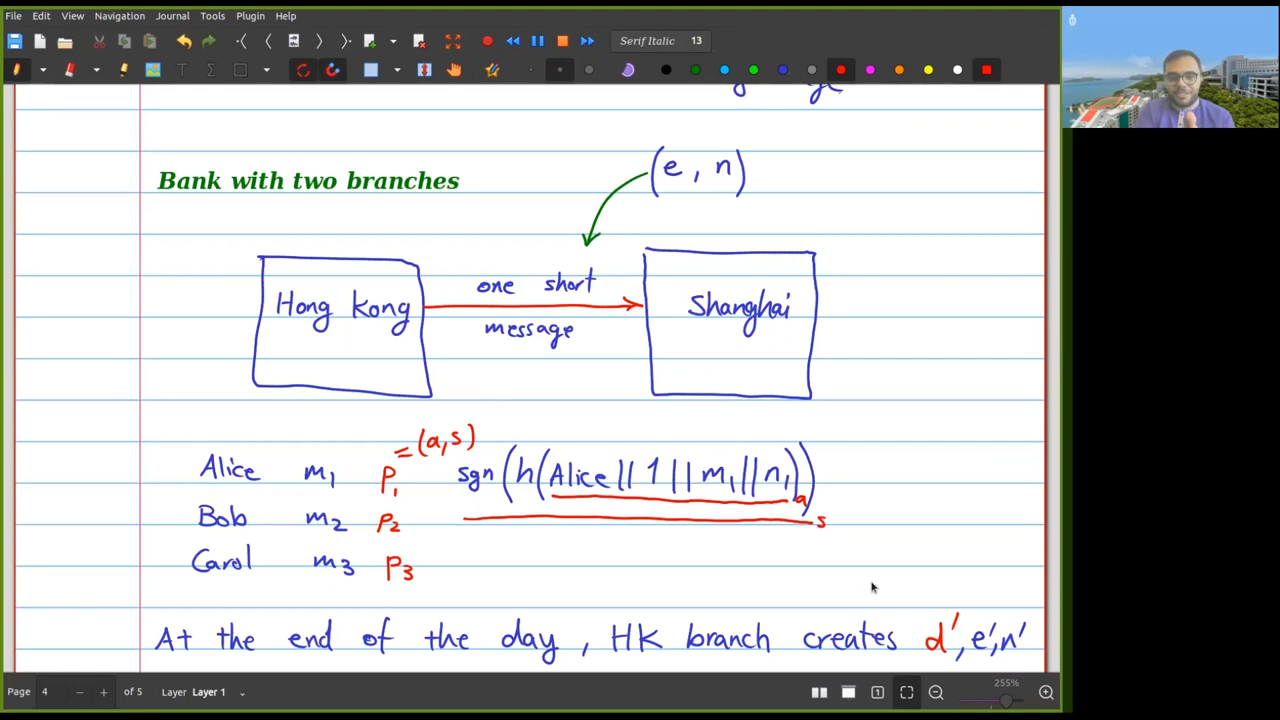 File Edit View Navigation Journal Tools Plugin Help
Serif Italic 13
Bank with two branches
(e, n)
Hong Kong
one short
message
Shanghai
Alice m₁ p₁ =(a,s) sgn(h(Alice||1||m₁||n₁)) a
Bob m₂ p₂ s
Carol m₃ p₃
At the end of the day, HK branch creates d', e', n'
Page 4 of 5 Layer Layer 1 255%